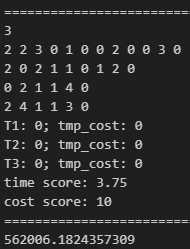 ==========================
3
2 2 3 0 1 0 0 2 0 0 3 0
2 0 2 1 1 0 1 2 0
0 2 1 1 4 0
2 4 1 1 3 0
T1: 0; tmp_cost: 0
T2: 0; tmp_cost: 0
T3: 0; tmp_cost: 0
time score: 3.75
cost score: 10
==========================
562006.1824357309